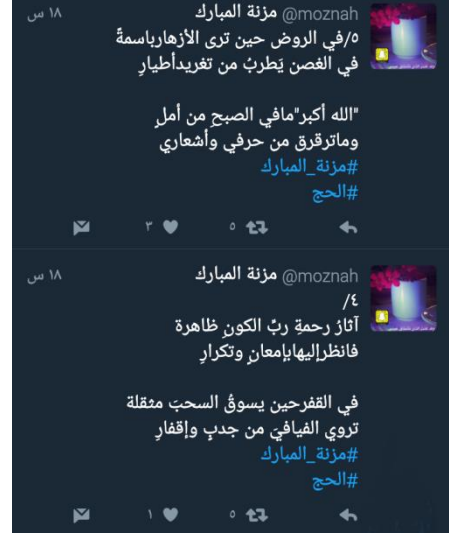 مزنة المبارك @moznah ١٨ س
٥/في الروض حين ترى الأزهارباسمةً
في الغصن يَطربُ من تغريدأطيارِ
"الله أكبر"مافي الصبحِ من أملٍ
وماترقرق من حرفي وأشعاري
#مزنة_المبارك
#الحج
٥ ٣
مزنة المبارك @moznah ١٨ س
٤/
آثارُ رحمةِ ربِّ الكونِ ظاهرة
فانظرإليهابإمعانٍ وتكرارِ
في القفرحين يسوقُ السحبَ مثقلة
تروي الفيافيَ من جدبٍ وإقفارِ
#مزنة_المبارك
#الحج
٥ ١